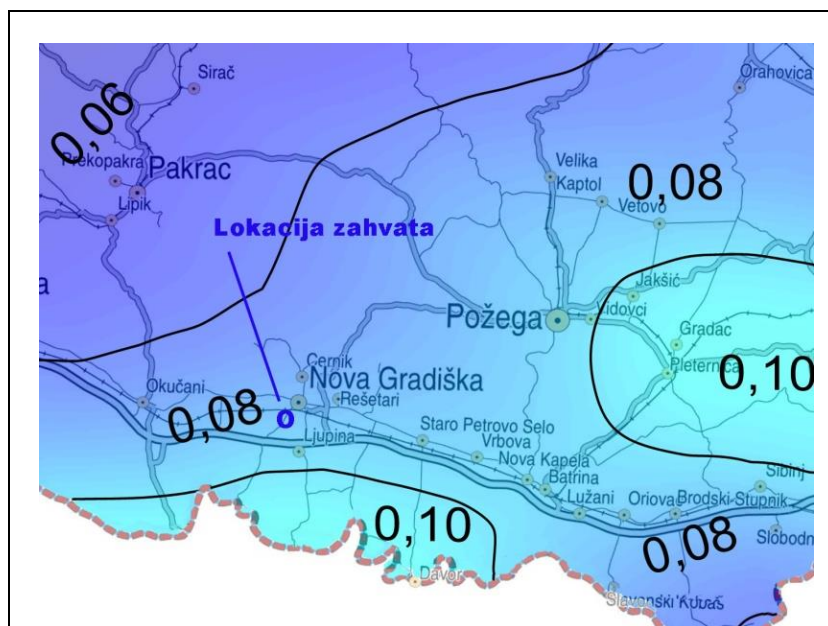 Sirač
Orahovica
0,06
Prekopakra
Pakrac
Velika
Kaptol
0,08
Lipik
Vetovo
Lokacija zahvata
a
Jakšić
Požega
Vidovci
Gradac
Cernik
Pleternica
0,10
Okučani
Nova Gradiška
0,08
Rešetari
o
Staro Petrovo Selo
Ljupina
Vrbova
Nova Kapela
Sibinj
Batrina
Lužani
Oriova
Brodski Stupnik
0,10
0,08
Slobodn
Davor
Slavonski